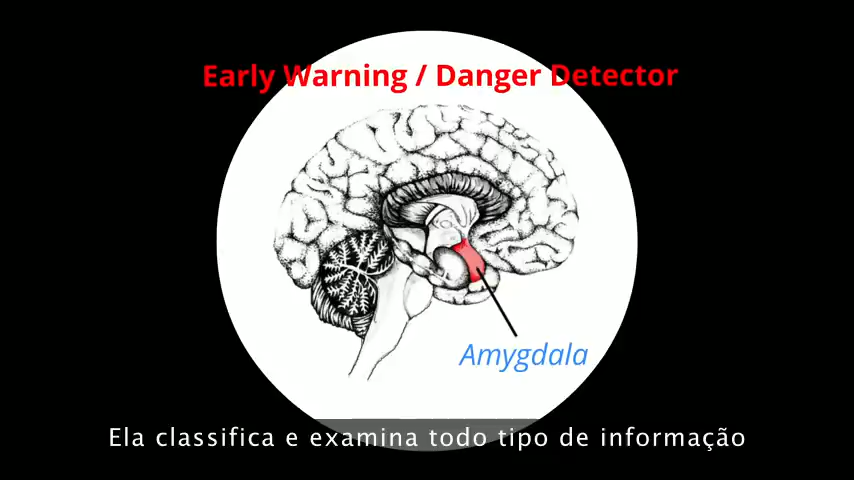 Early Warning / Danger Detector
Amygdala
Ela classifica e examina todo tipo de informação